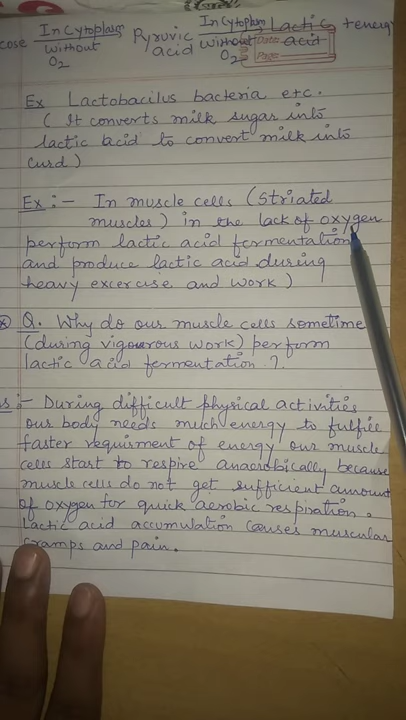 cose In Cytoplasm Pyruvic In Cytoplasm Lactic + energy
without O2 acid without O2 acid
Date:
Page:
Ex Lactobacilus bacteria etc.
( It converts milk sugar into
lactic acid to convert milk into
curd )
Ex :- In muscle cells (striated
muscles) in the lack of oxygen
perform lactic acid fermentation
and produce lactic acid during
heavy excercise and work )
Q. Why do our muscle cells sometime
(during vigourous work) perform
lactic acid fermentation ?
s :- During difficult physical activities
our body needs much energy to fulfill
faster requirment of energy our muscle
cells start to respire anaerobically because
muscle cells do not get sufficient amount
of oxygen for quick aerobic respiration.
Lactic acid accumulation causes muscular
cramps and pain.